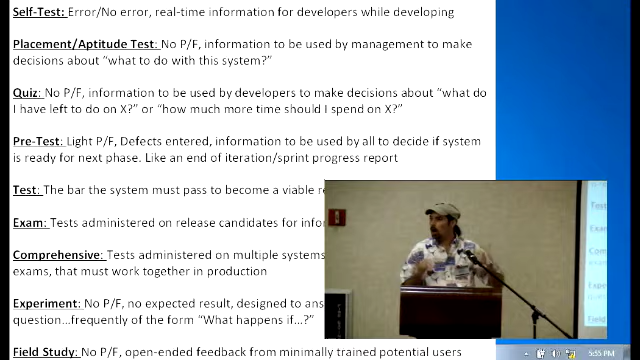 Self-Test: Error/No error, real-time information for developers while developing
Placement/Aptitude Test: No P/F, information to be used by management to make
decisions about “what to do with this system?”
Quiz: No P/F, information to be used by developers to make decisions about “what do
I have left to do on X?” or “how much more time should I spend on X?”
Pre-Test: Light P/F, Defects entered, information to be used by all to decide if system
is ready for next phase. Like an end of iteration/sprint progress report
Test: The bar the system must pass to become a viable
Exam: Tests administered on release candidates for
Comprehensive: Tests administered on multiple systems
exams, that must work together in production
Experiment: No P/F, no expected result, designed to
question...frequently of the form “What happens if...?”
Field Study: No P/F, open-ended feedback from minimally trained potential users
Test
Exam
5:55 PM